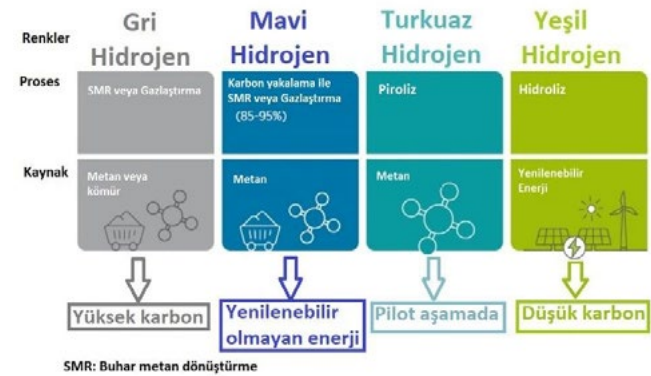 Renkler
Gri
Hidrojen
Mavi
Hidrojen
Turkuaz
Hidrojen
Yeşil
Hidrojen
Proses
SMR veya Gazlaştırma
Karbon yakalama ile
SMR veya Gazlaştırma
(85-95%)
Piroliz
Hidroliz
Kaynak
Metan veya
kömür
Metan
Metan
Yenilenebilir
Enerji
Yüksek karbon
Yenilenebilir
olmayan enerji
Pilot aşamada
Düşük karbon
SMR: Buhar metan dönüştürme